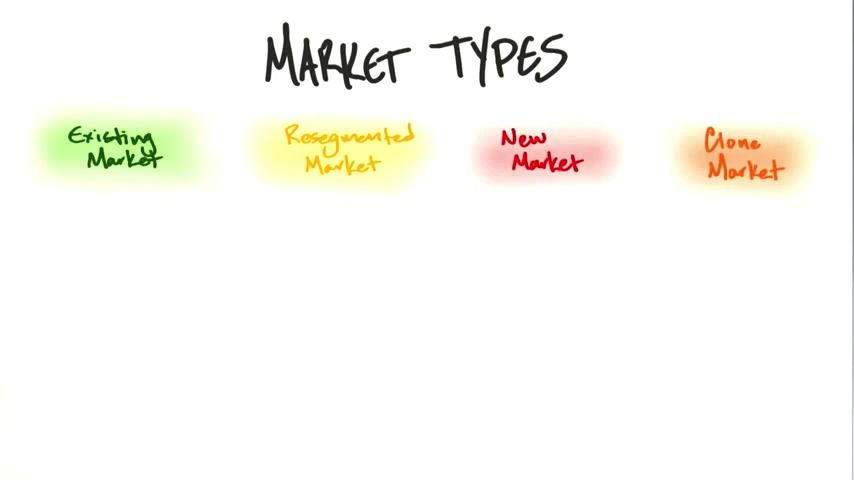 MARKET TYPES
Existing
Market
Resegmented
Market
New
Market
Clone
Market